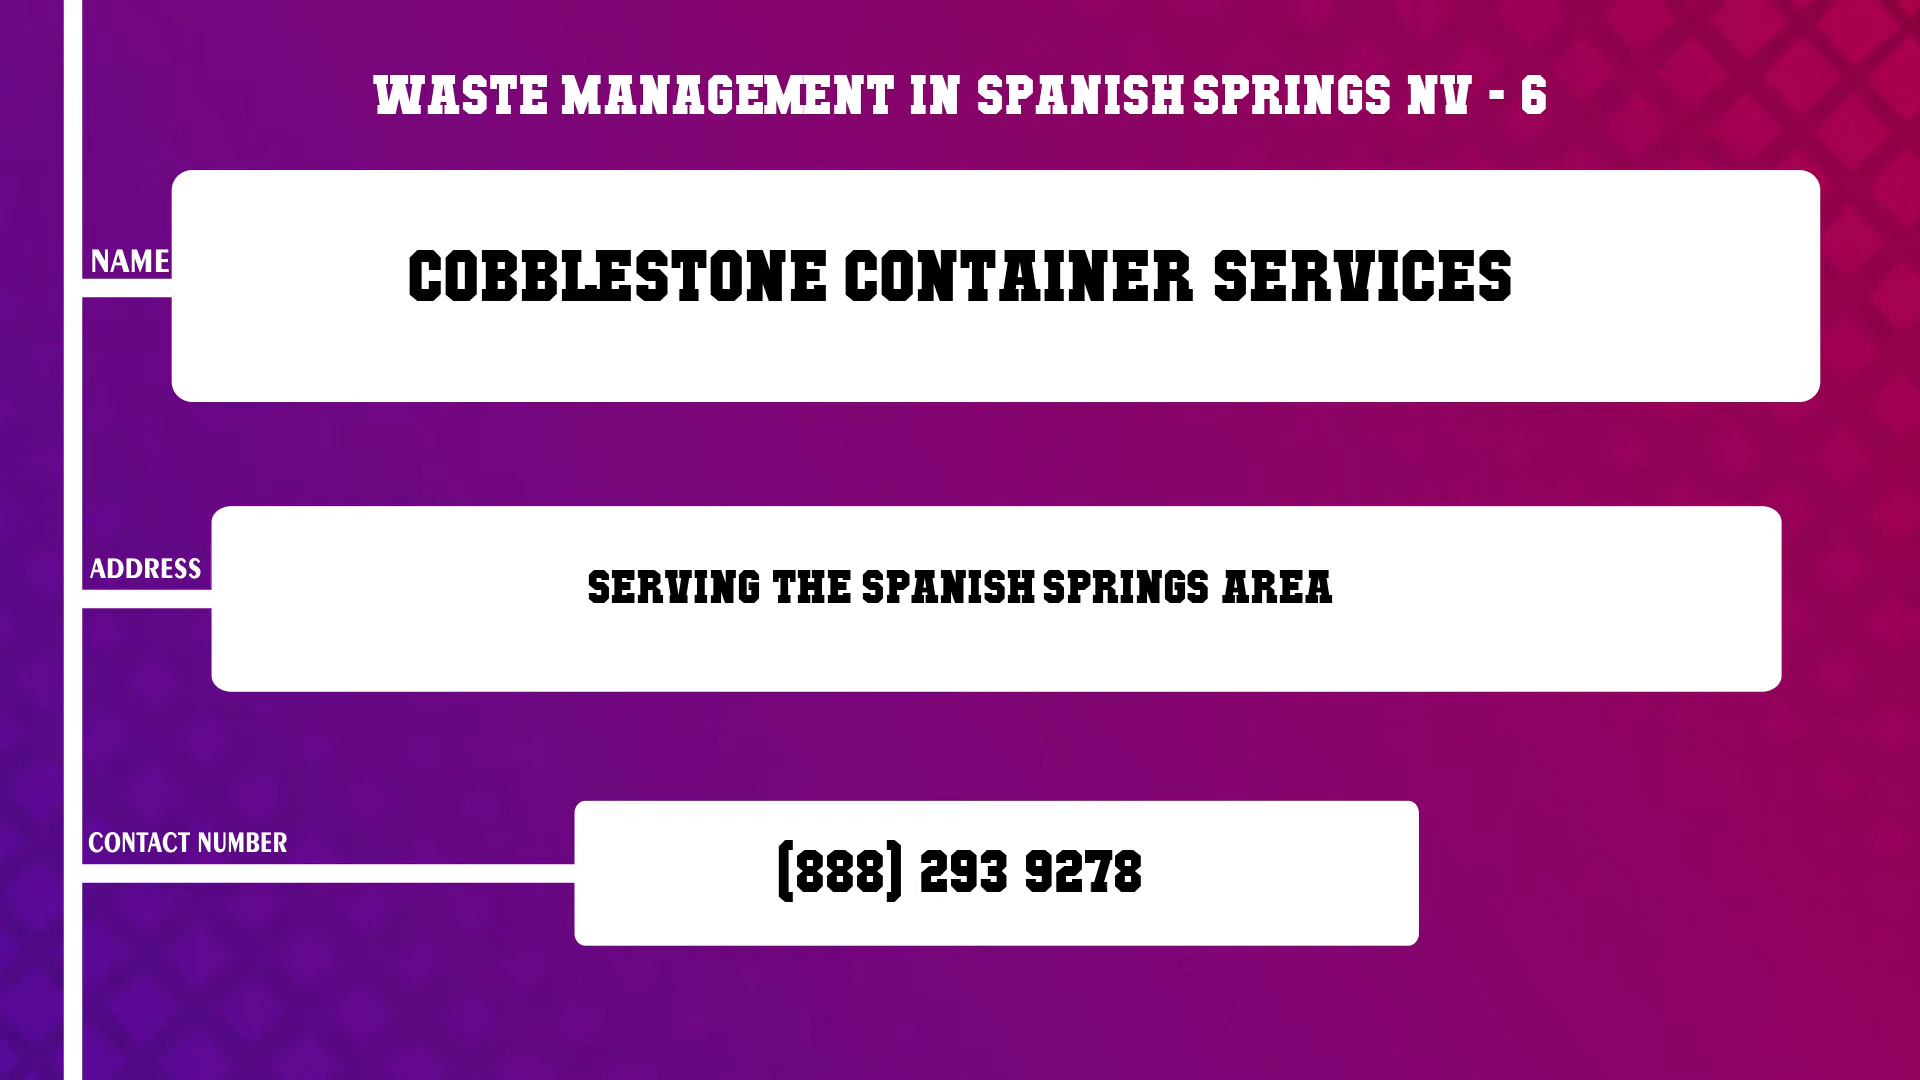 WASTE MANAGEMENT IN SPANISH SPRINGS NV - 6
NAME
COBBLESTONE CONTAINER SERVICES
ADDRESS
SERVING THE SPANISH SPRINGS AREA
CONTACT NUMBER
(888) 293 9278